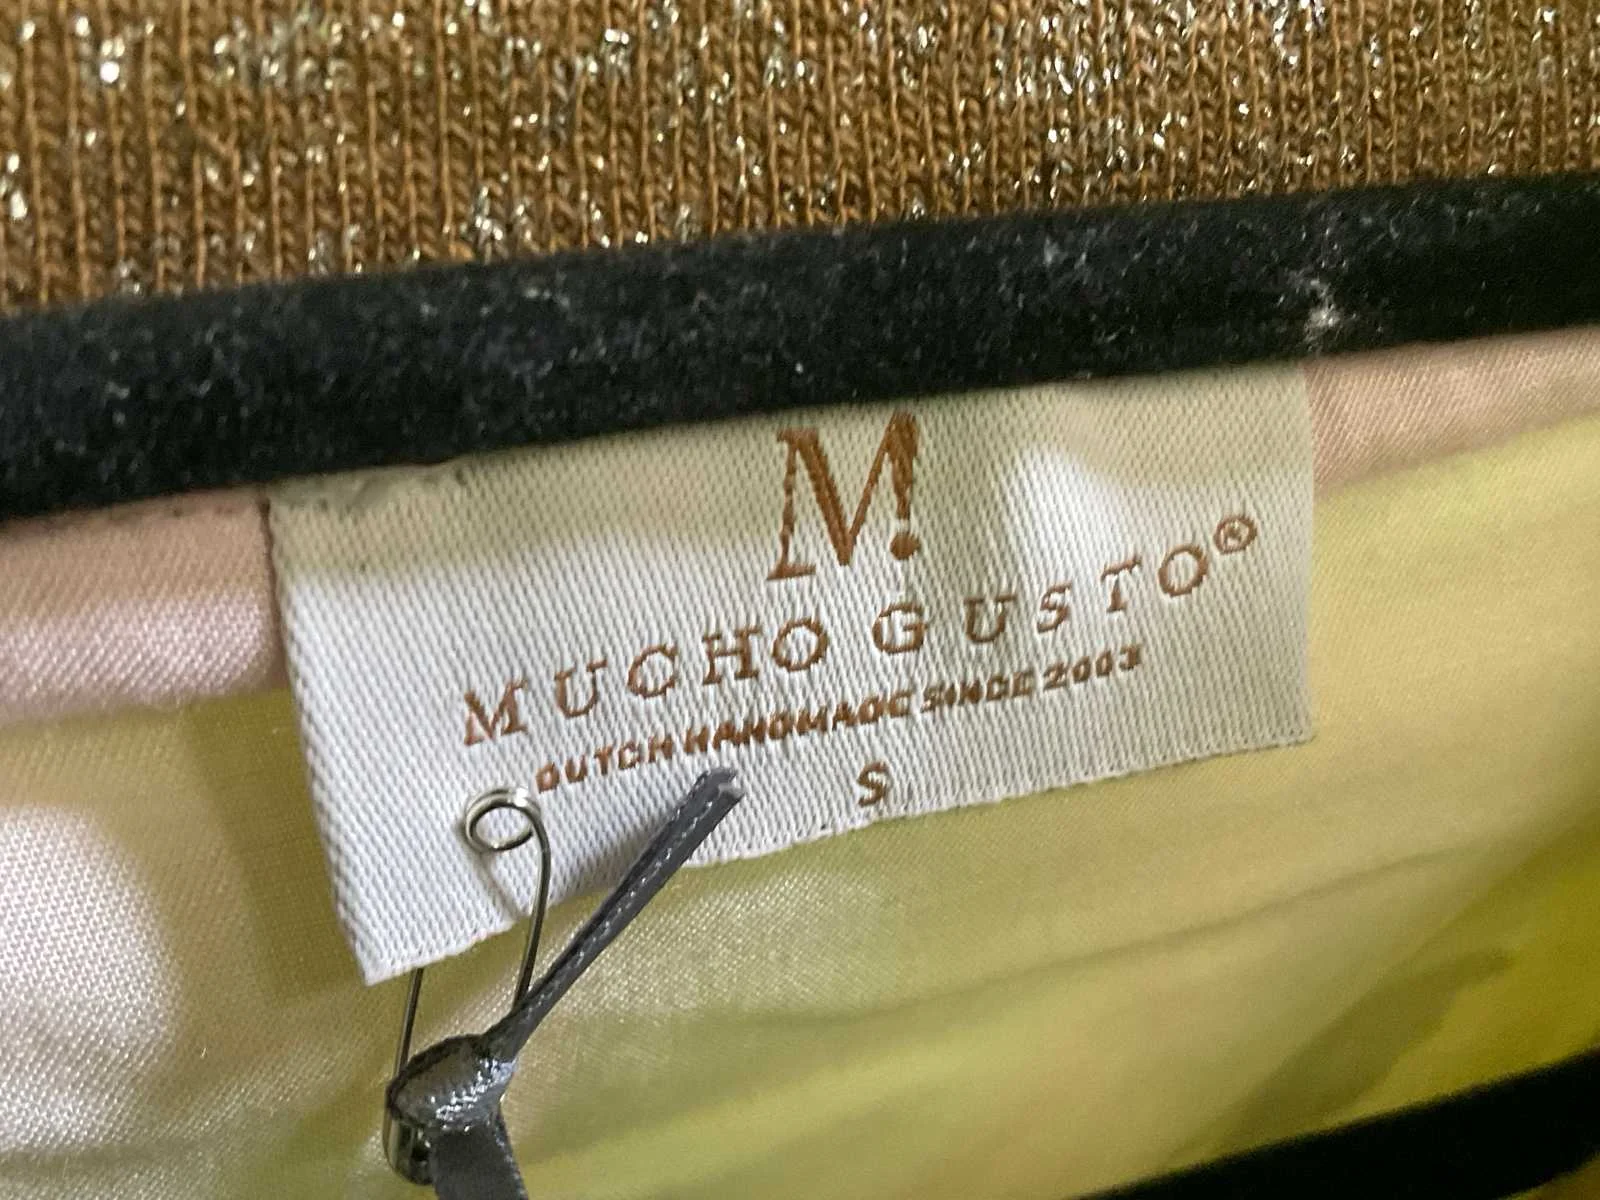 M.
MUCHO GUSTO®
DUTCH HANDMADE SINCE 2003
S